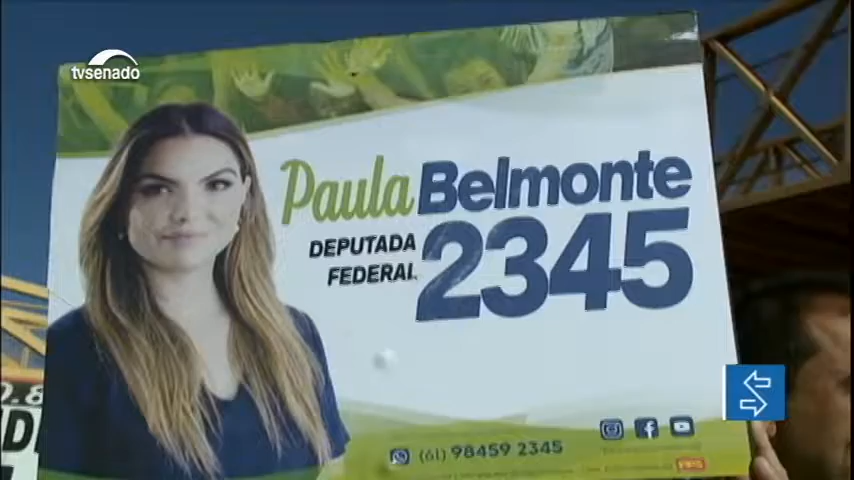 tvsenado
Paula Belmonte
DEPUTADA
FEDERAL
2345
(61) 98459 2345